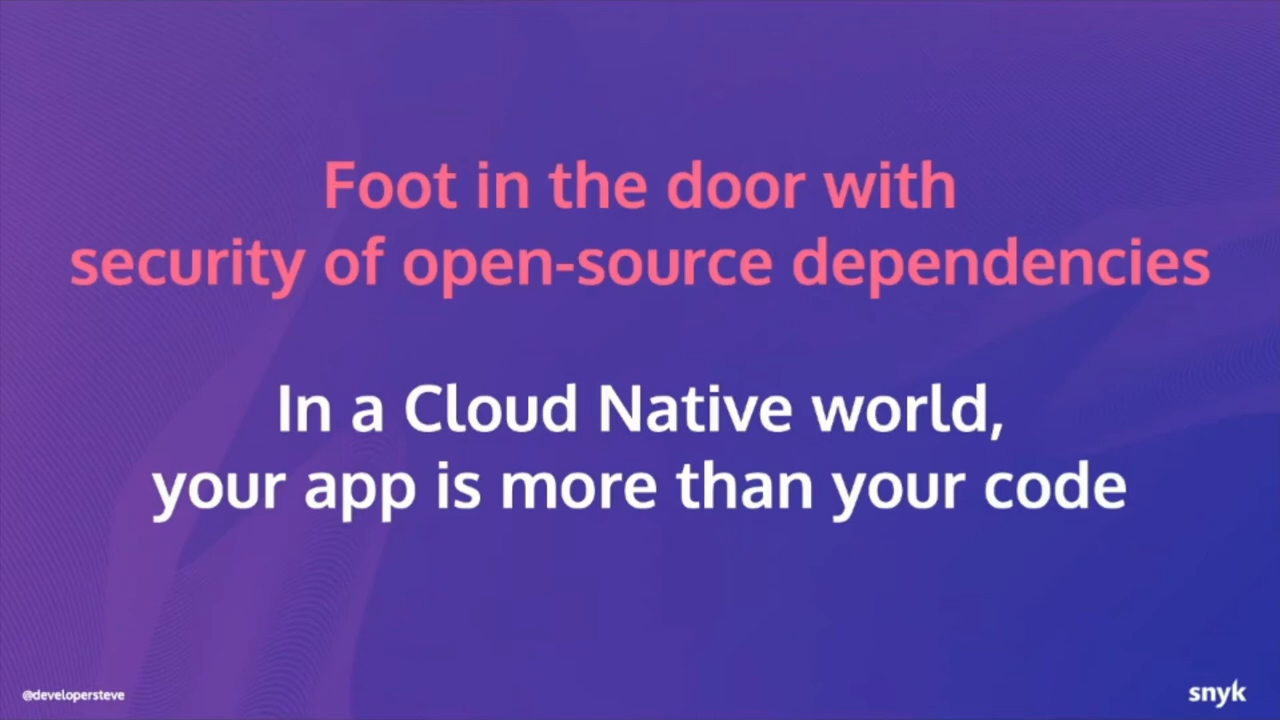 Foot in the door with
security of open-source dependencies
In a Cloud Native world,
your app is more than your code
@developersteve
snyk